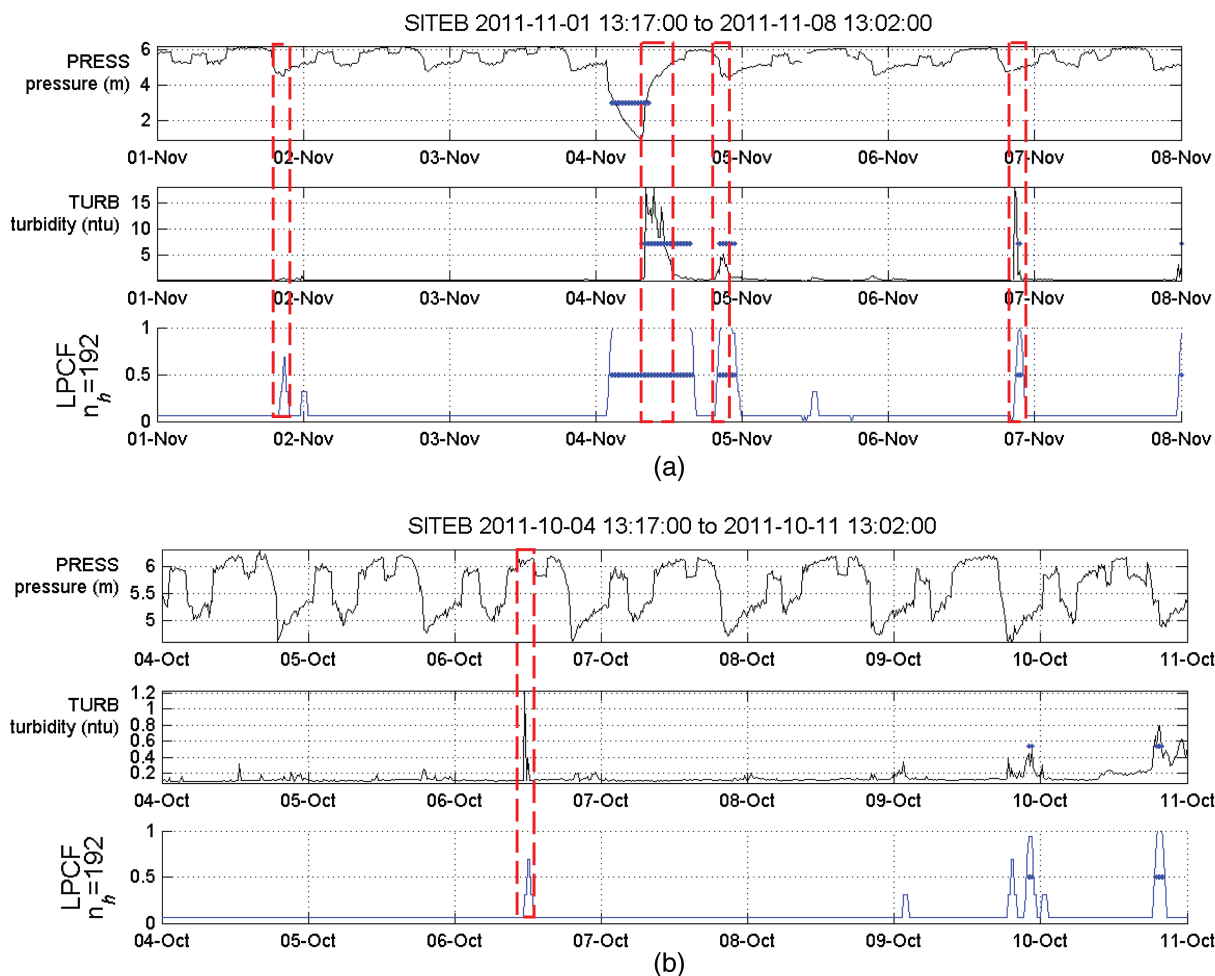 SITEB 2011-11-01 13:17:00 to 2011-11-08 13:02:00
PRESS
pressure (m)
6
4
2
01-Nov 02-Nov 03-Nov 04-Nov 05-Nov 06-Nov 07-Nov 08-Nov
TURB
turbidity (ntu)
15
10
5
01-Nov 02-Nov 03-Nov 04-Nov 05-Nov 06-Nov 07-Nov 08-Nov
LPCF
n_h=192
1
0.5
0
01-Nov 02-Nov 03-Nov 04-Nov 05-Nov 06-Nov 07-Nov 08-Nov
(a)
SITEB 2011-10-04 13:17:00 to 2011-10-11 13:02:00
PRESS
pressure (m)
6
5.5
5
04-Oct 05-Oct 06-Oct 07-Oct 08-Oct 09-Oct 10-Oct 11-Oct
TURB
turbidity (ntu)
1.2
1
0.8
0.6
0.4
0.2
04-Oct 05-Oct 06-Oct 07-Oct 08-Oct 09-Oct 10-Oct 11-Oct
LPCF
n_h=192
1
0.5
0
04-Oct 05-Oct 06-Oct 07-Oct 08-Oct 09-Oct 10-Oct 11-Oct
(b)